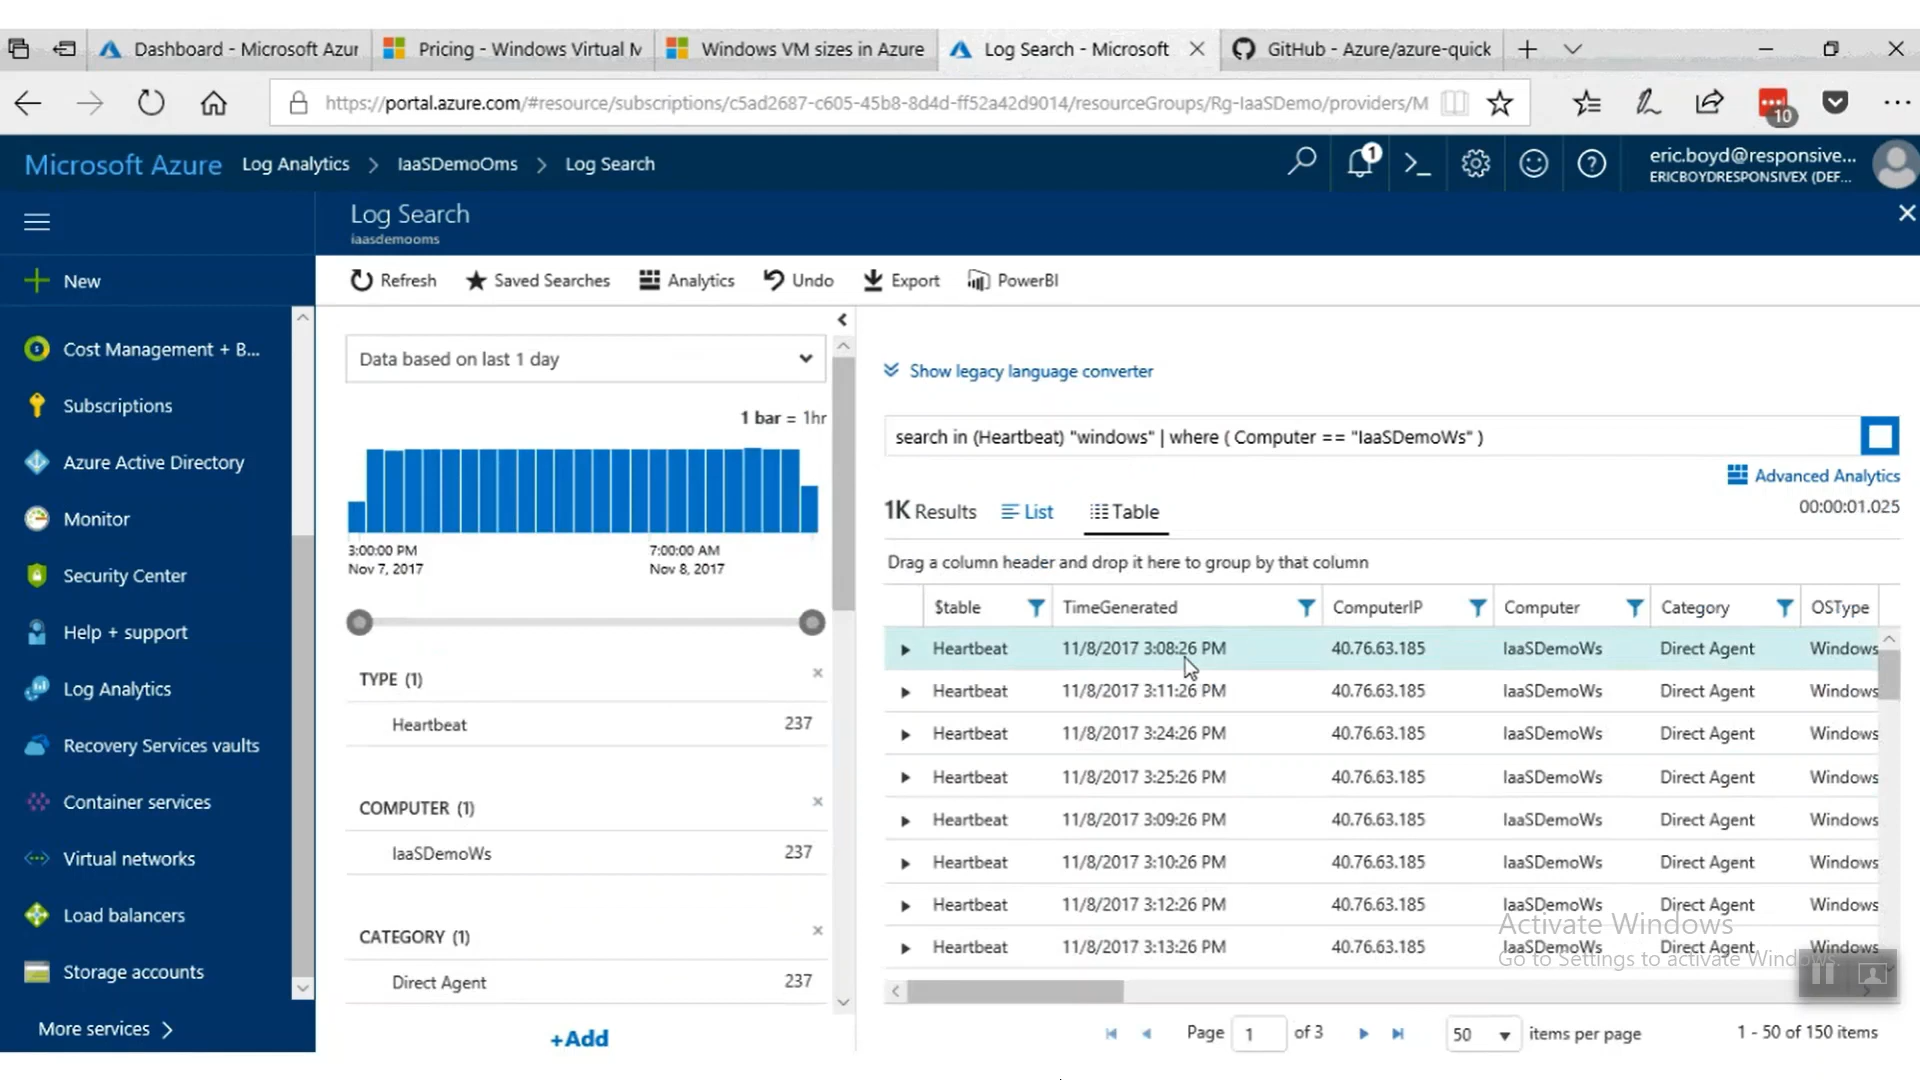 Dashboard - Microsoft Azur
Pricing - Windows Virtual M
Windows VM sizes in Azure
Log Search - Microsoft
GitHub - Azure/azure-quick
https://portal.azure.com/#resource/subscriptions/c5ad2687-c605-45b8-8d4d-ff52a42d9014/resourceGroups/Rg-IaaSDemo/providers/M
10
Microsoft Azure Log Analytics > IaaSDemoOms > Log Search
1
eric.boyd@responsive...
ERICBOYDRESPONSIVEX (DEF...
Log Search
iaasdemooms
New
Cost Management + B...
Subscriptions
Azure Active Directory
Monitor
Security Center
Help + support
Log Analytics
Recovery Services vaults
Container services
Virtual networks
Load balancers
Storage accounts
More services >
Refresh Saved Searches Analytics Undo Export PowerBI
Data based on last 1 day
1 bar = 1hr
3:00:00 PM 7:00:00 AM
Nov 7, 2017 Nov 8, 2017
TYPE (1)
Heartbeat 237
COMPUTER (1)
IaaSDemoWs 237
CATEGORY (1)
Direct Agent 237
+Add
Show legacy language converter
search in (Heartbeat) "windows" | where ( Computer == "IaaSDemoWs" )
Advanced Analytics
1K Results List Table 00:00:01.025
Drag a column header and drop it here to group by that column
$table TimeGenerated ComputerIP Computer Category OSType
Heartbeat 11/8/2017 3:08:26 PM 40.76.63.185 IaaSDemoWs Direct Agent Windows
Heartbeat 11/8/2017 3:11:26 PM 40.76.63.185 IaaSDemoWs Direct Agent Windows
Heartbeat 11/8/2017 3:24:26 PM 40.76.63.185 IaaSDemoWs Direct Agent Windows
Heartbeat 11/8/2017 3:25:26 PM 40.76.63.185 IaaSDemoWs Direct Agent Windows
Heartbeat 11/8/2017 3:09:26 PM 40.76.63.185 IaaSDemoWs Direct Agent Windows
Heartbeat 11/8/2017 3:10:26 PM 40.76.63.185 IaaSDemoWs Direct Agent Windows
Heartbeat 11/8/2017 3:12:26 PM 40.76.63.185 IaaSDemoWs Direct Agent Windows
Heartbeat 11/8/2017 3:13:26 PM 40.76.63.185 IaaSDemoWs Direct Agent Windows
Activate Windows
Go to Settings to activate Windows.
Page 1 of 3 50 items per page 1 - 50 of 150 items